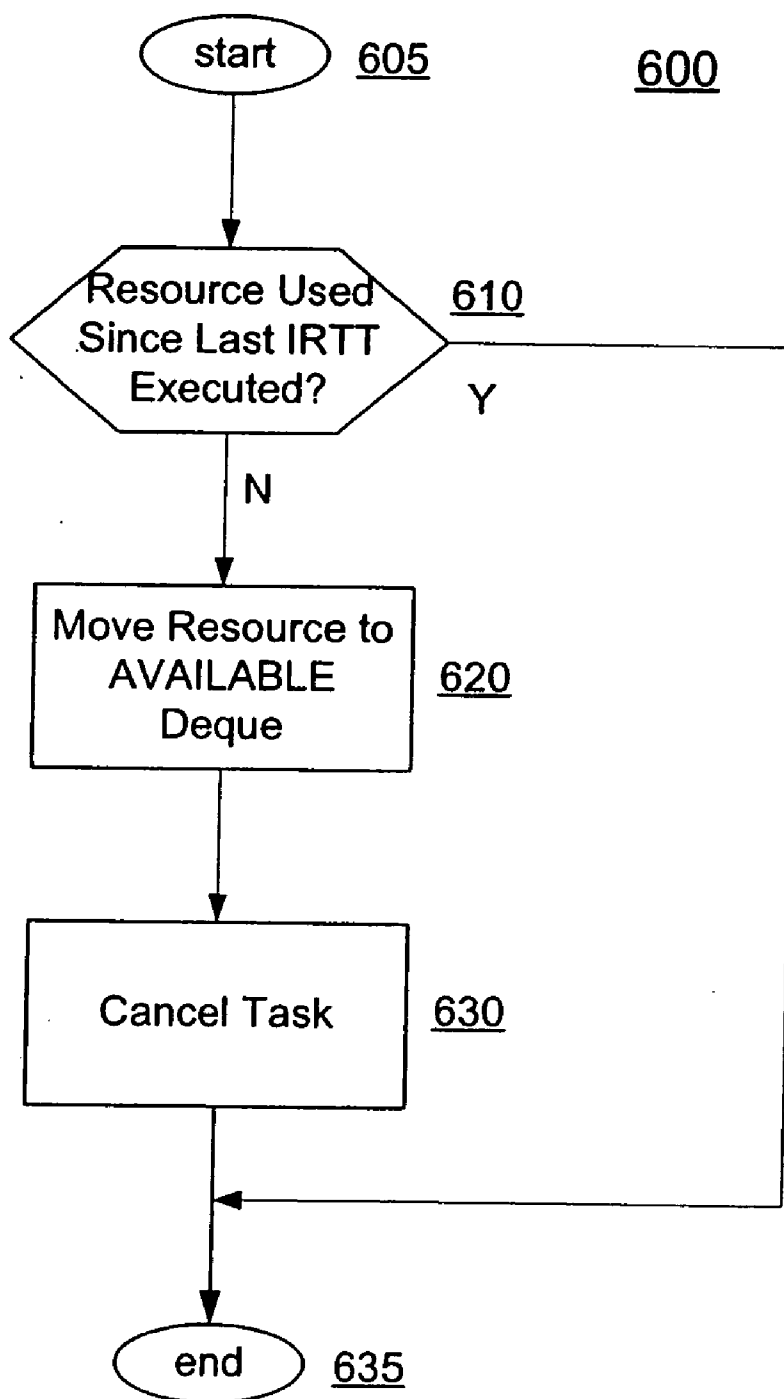 start 605 600
Resource Used
Since Last IRTT
Executed?
610
Y
N
Move Resource to
AVAILABLE
Deque
620
Cancel Task 630
end 635